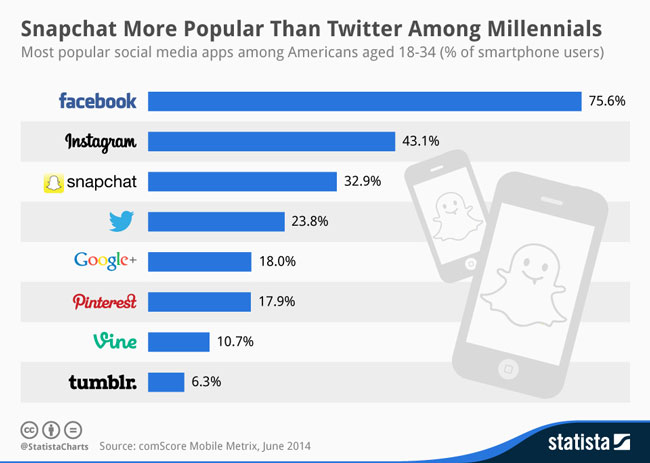 Snapchat More Popular Than Twitter Among Millennials
Most popular social media apps among Americans aged 18-34 (% of smartphone users)
facebook 75.6%
Instagram 43.1%
snapchat 32.9%
23.8%
Google+ 18.0%
Pinterest 17.9%
Vine 10.7%
tumblr. 6.3%
@StatistaCharts Source: comScore Mobile Metrix, June 2014
statista